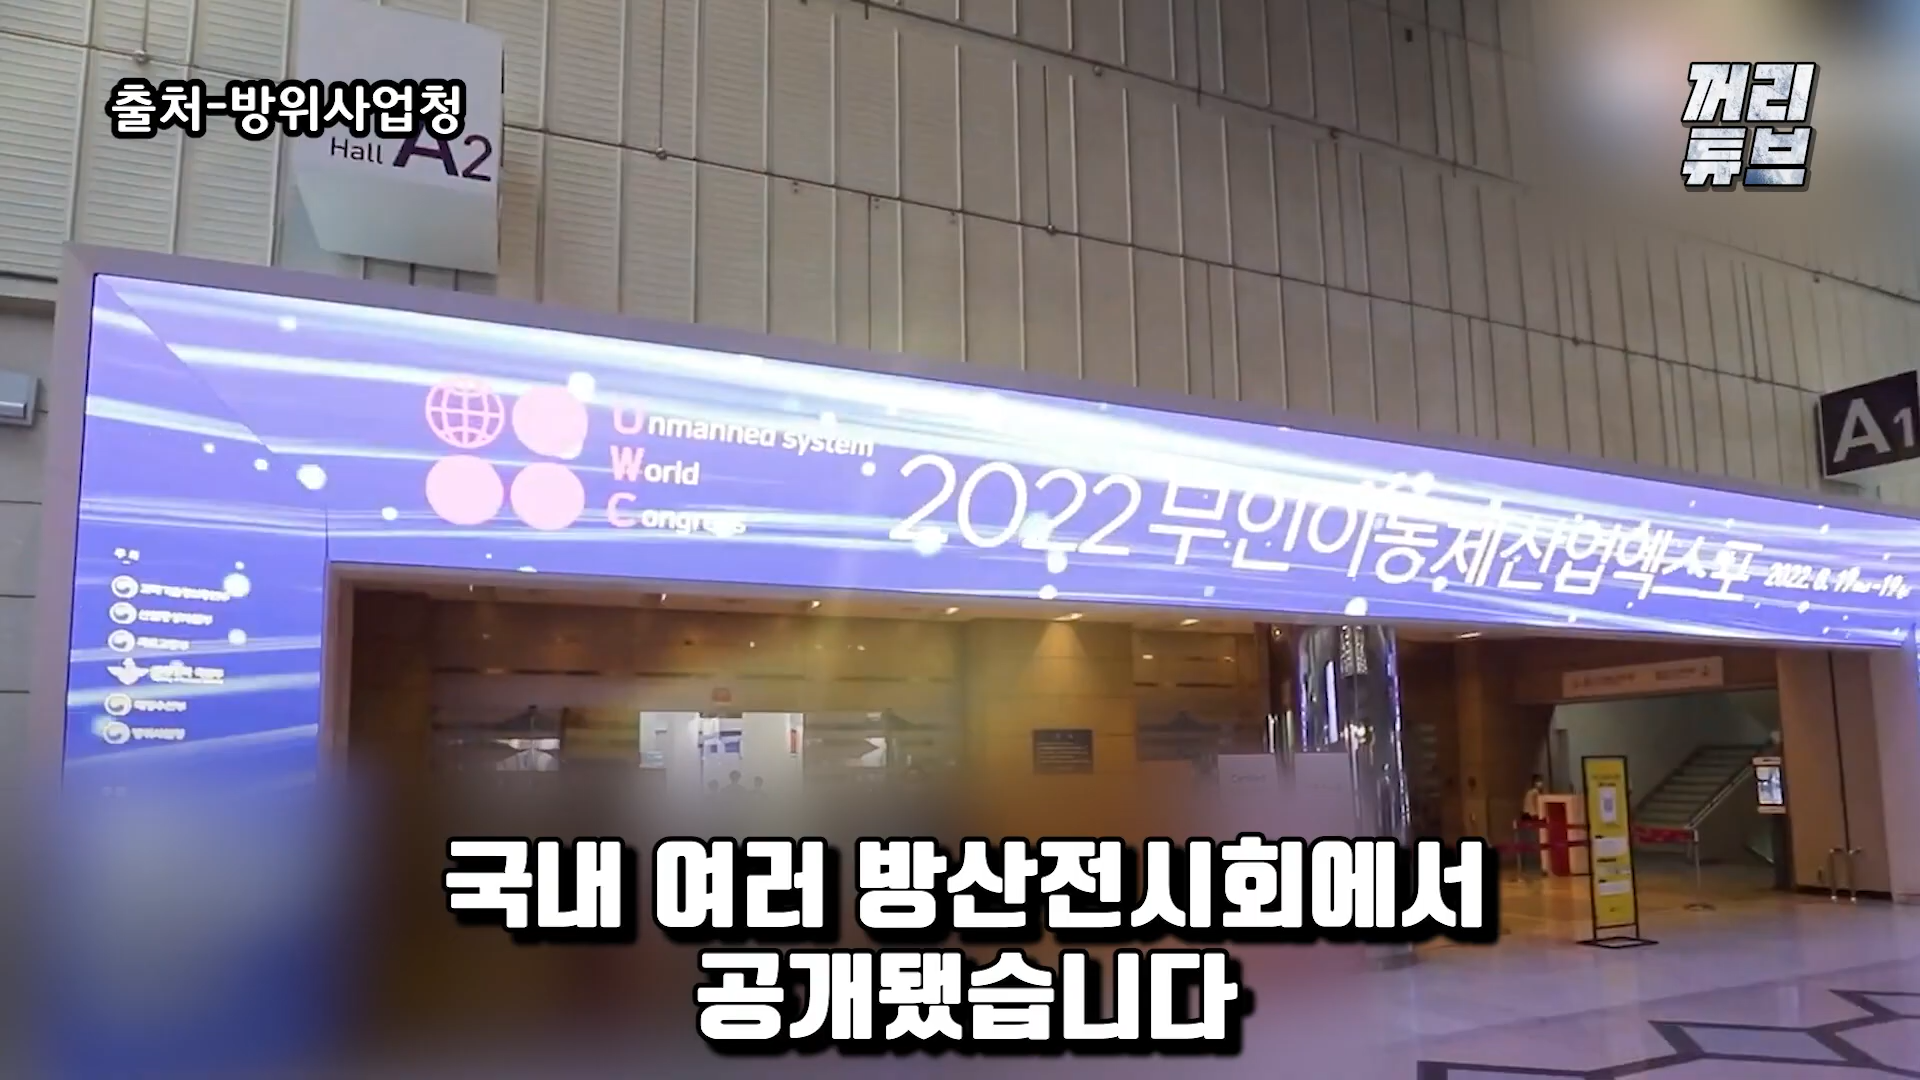 출처-방위사업청
꺼리
튜브
Hall A2
A1
Unmanned system
World
Congress
2022 무인이동체산업엑스포
주최
국내 여러 방산전시회에서
공개됐습니다